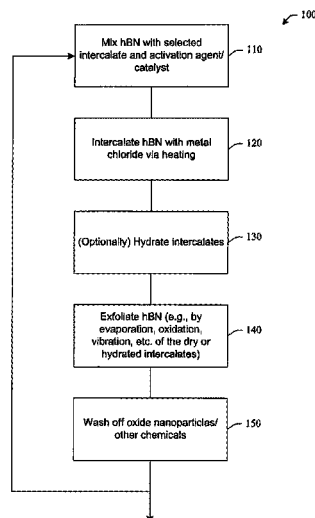 100
Mix hBN with selected
intercalate and activation agent/
catalyst
110
Intercalate hBN with metal
chloride via heating
120
(Optionally) Hydrate intercalates
130
Exfoliate hBN (e.g., by
evaporation, oxidation,
vibration, etc. of the dry or
hydrated intercalates)
140
Wash off oxide nanoparticles/
other chemicals
150